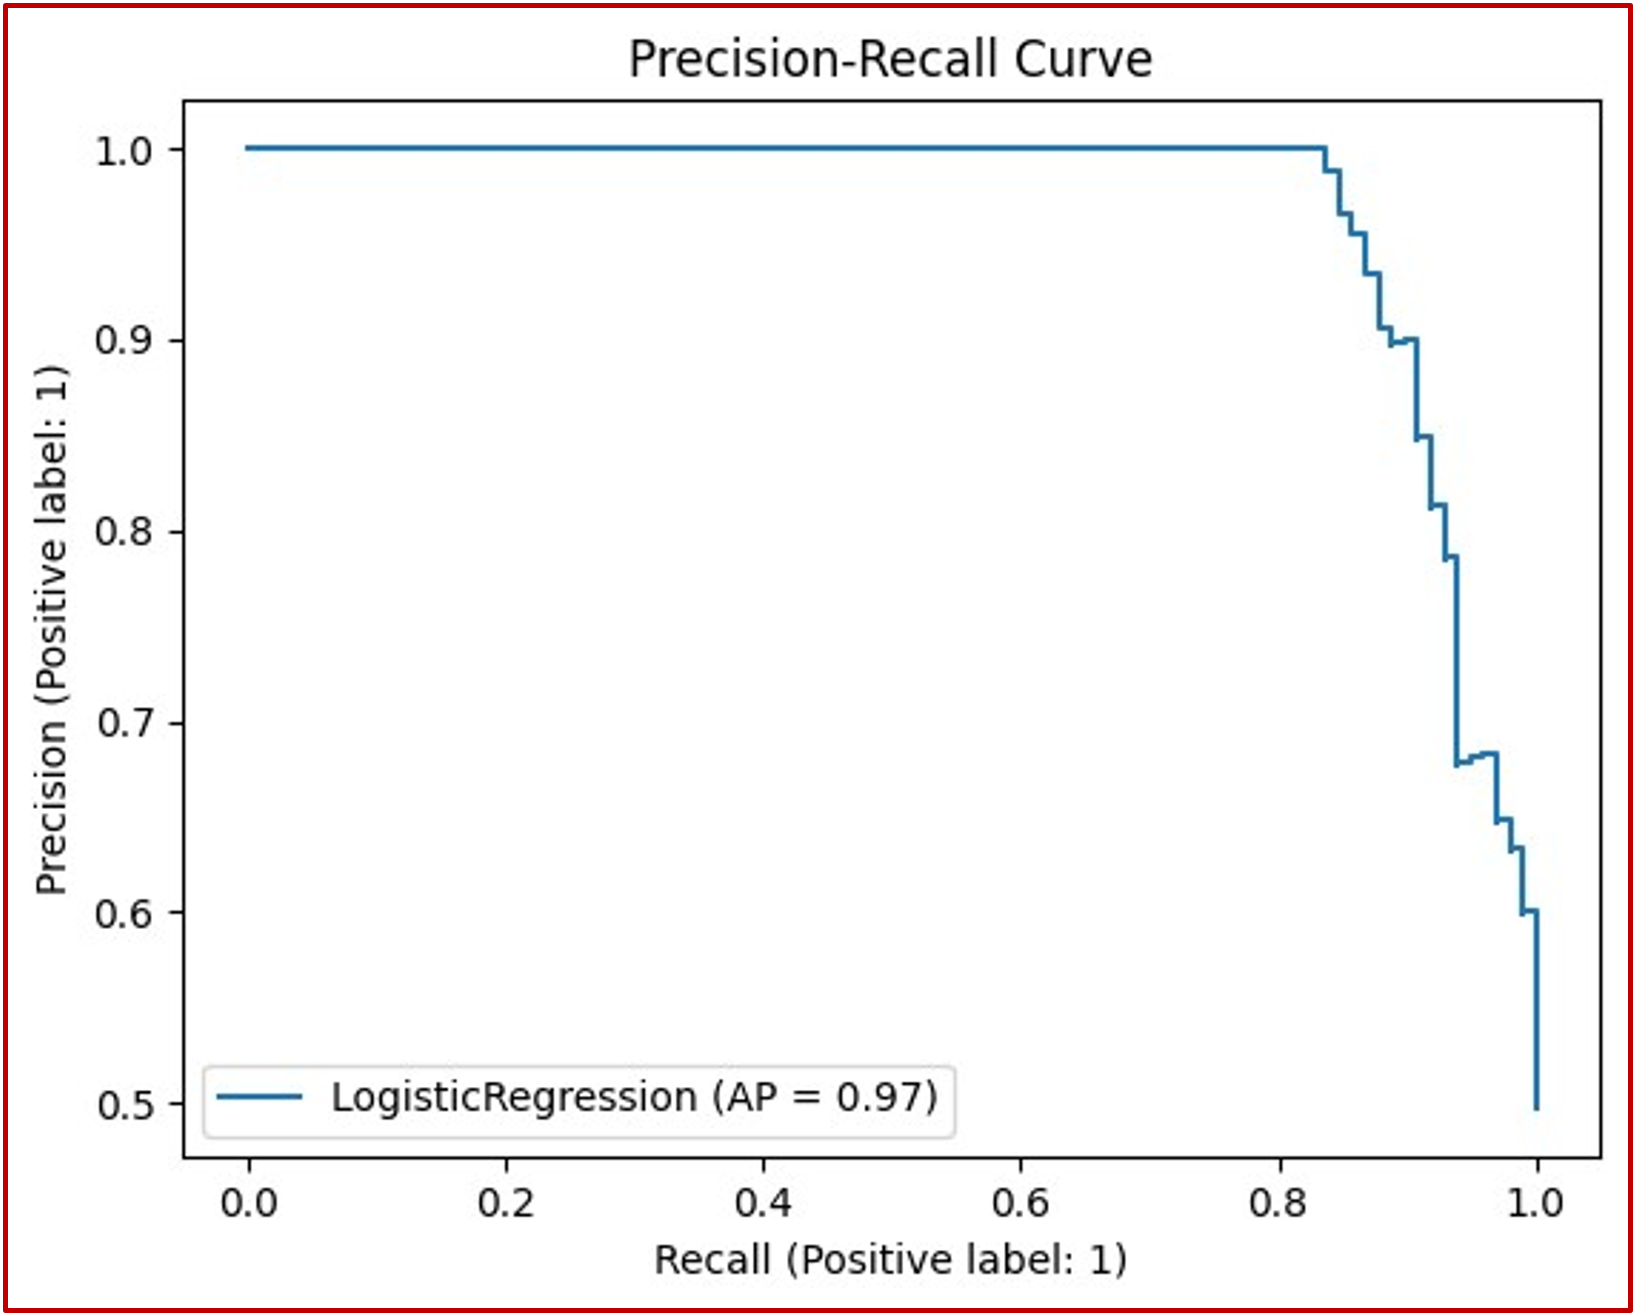 Precision-Recall Curve
1.0
0.9
0.8
0.7
0.6
0.5
Precision (Positive label: 1)
LogisticRegression (AP = 0.97)
0.0 0.2 0.4 0.6 0.8 1.0
Recall (Positive label: 1)